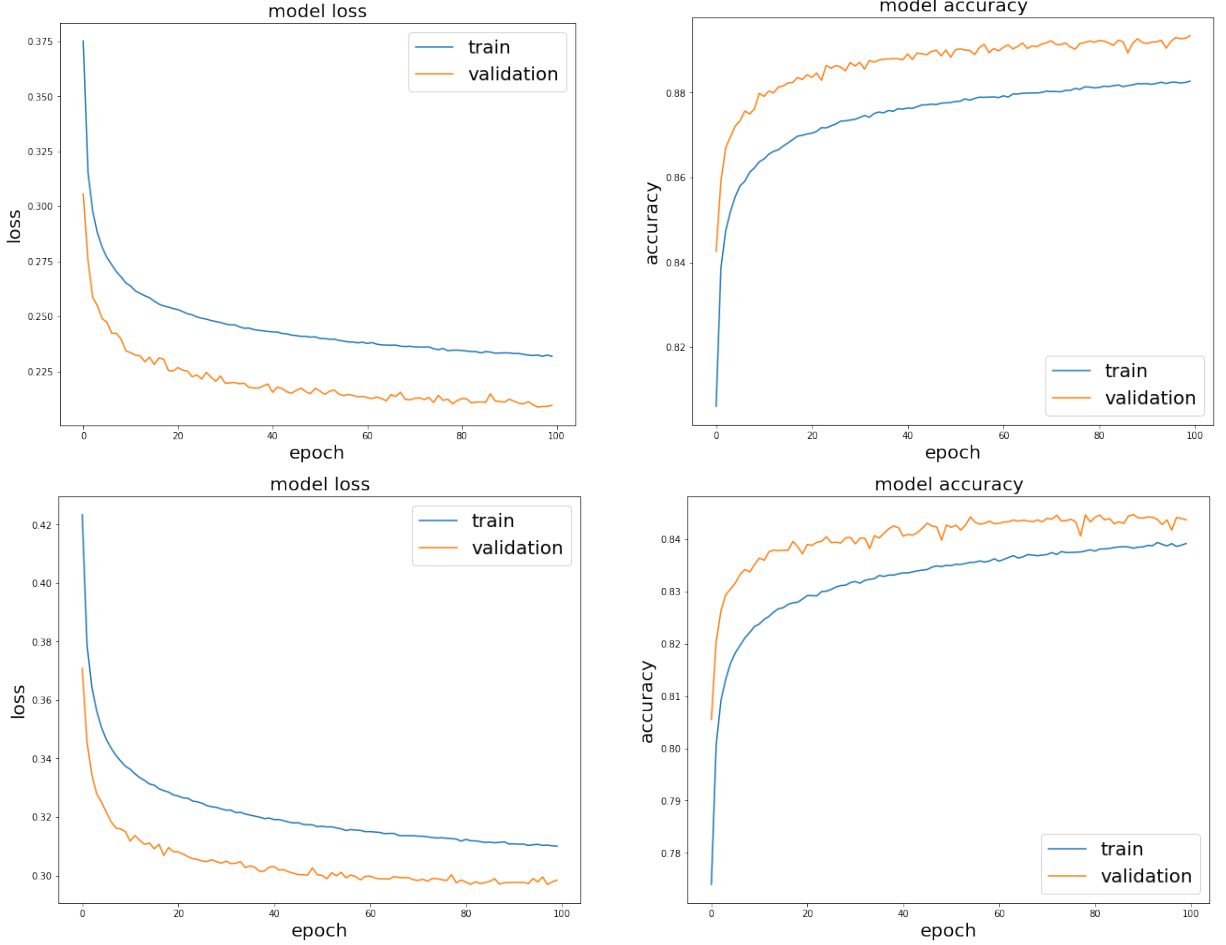 model loss
0.375
0.350
0.325
0.300
0.275
0.250
0.225
loss
0 20 40 60 80 100
epoch
train
validation
model accuracy
0.88
0.86
0.84
0.82
accuracy
0 20 40 60 80 100
epoch
train
validation
model loss
0.42
0.40
0.38
0.36
0.34
0.32
0.30
loss
0 20 40 60 80 100
epoch
train
validation
model accuracy
0.84
0.83
0.82
0.81
0.80
0.79
0.78
accuracy
0 20 40 60 80 100
epoch
train
validation